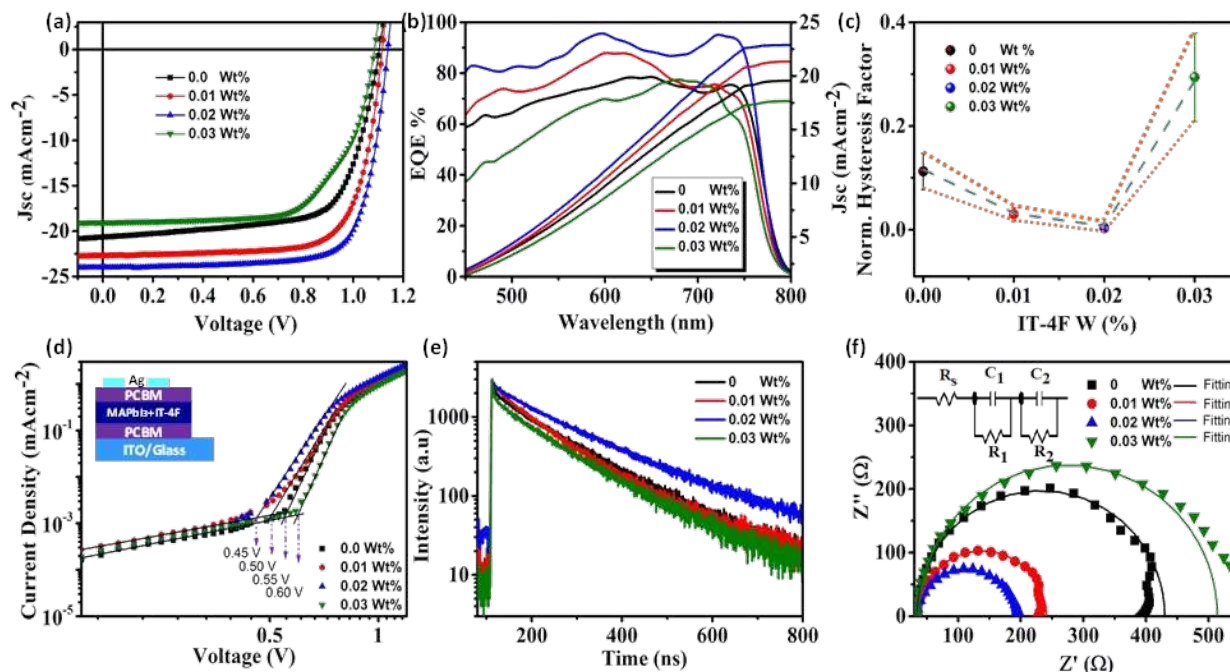 (a)
0
-5
-10
-15
-20
-25
0.0 0.2 0.4 0.6 0.8 1.0 1.2
Voltage (V)
Jsc (mAcm-2)
0.0 Wt%
0.01 Wt%
0.02 Wt%
0.03 Wt%
(b)
100
80
60
40
20
0
EQE %
25
20
15
10
5
Jsc (mAcm-2)
500 600 700 800
Wavelength (nm)
0 Wt%
0.01 Wt%
0.02 Wt%
0.03 Wt%
(c)
0.4
0.2
0.0
Norm. Hysteresis Factor
0 Wt %
0.01 Wt%
0.02 Wt%
0.03 Wt%
0.00 0.01 0.02 0.03
IT-4F W (%)
(d)
10-1
10-3
10-5
Current Density (mAcm-2)
Ag
PCBM
MAPbI3+IT-4F
PCBM
ITO/Glass
0.45 V
0.50 V
0.55 V
0.60 V
0.0 Wt%
0.01 Wt%
0.02 Wt%
0.03 Wt%
0.5 1
Voltage (V)
(e)
1000
100
10
Intensity (a.u)
0 Wt%
0.01 Wt%
0.02 Wt%
0.03 Wt%
200 400 600 800
Time (ns)
(f)
400
300
200
100
0
Z'' (Ω)
Rs C1 C2
R1 R2
0 Wt% Fittin
0.01 Wt% Fittin
0.02 Wt% Fittin
0.03 Wt% Fittin
100 200 300 400 500
Z' (Ω)